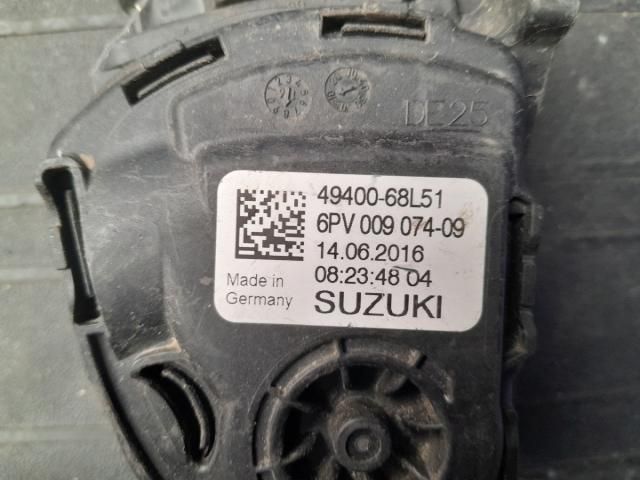 DE25
49400-68L51
6PV 009 074-09
14.06.2016
08:23:48 04
Made in
Germany
SUZUKI